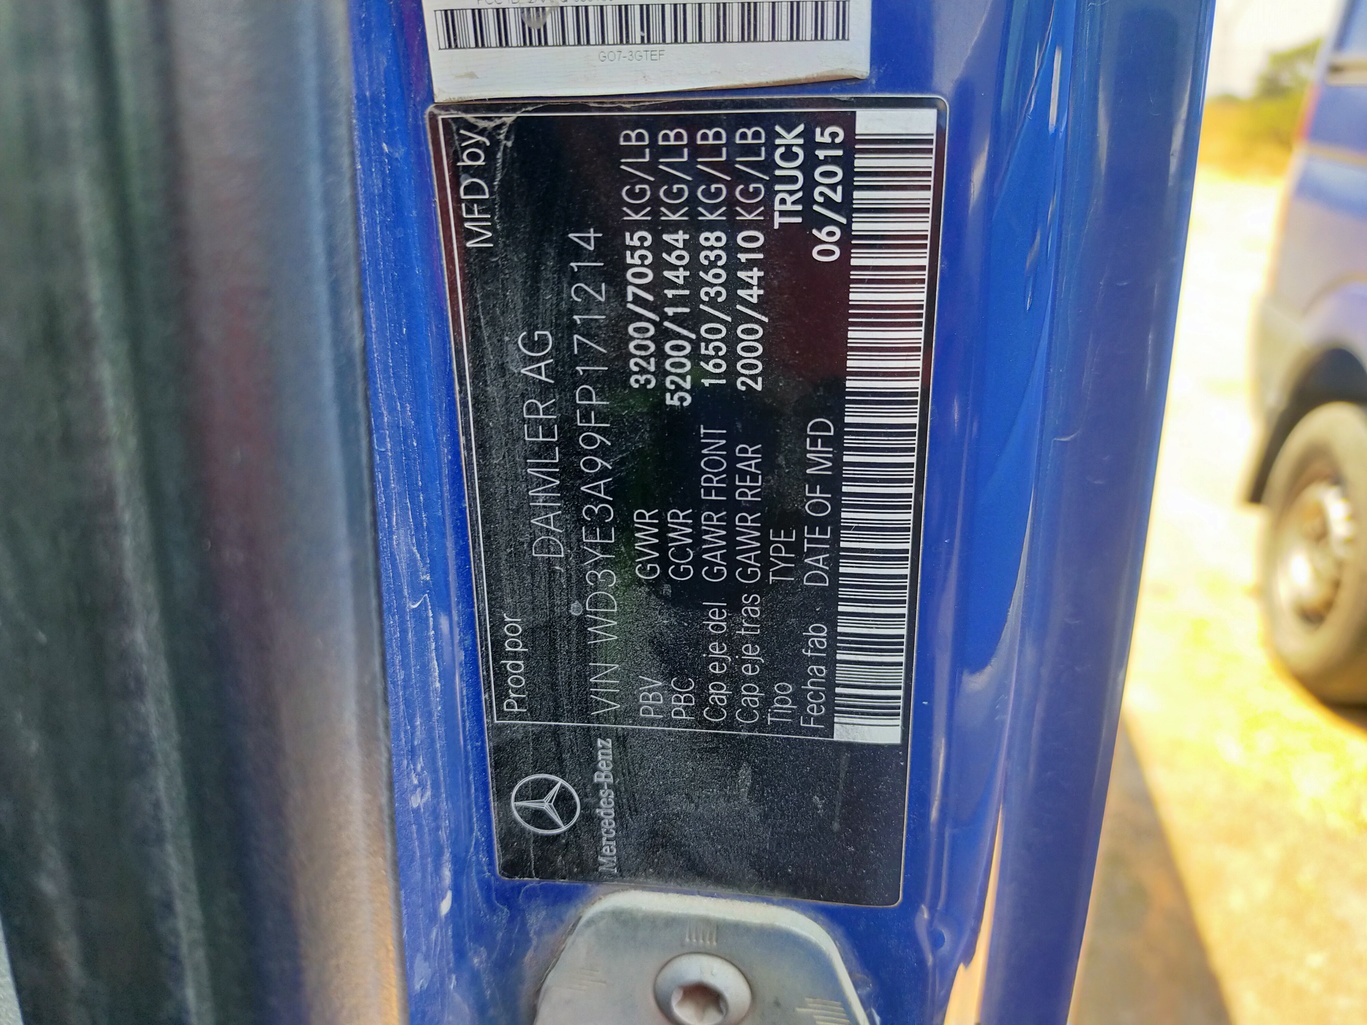 GO7-3GTEF
MFD by
Prod por , DAIMLER AG
VIN WD3YE3A99FP171214
PBV GVWR 3200/7055 KG/LB
PBC GCWR 5200/11464 KG/LB
Cap eje del GAWR FRONT 1650/3638 KG/LB
Cap eje tras GAWR REAR 2000/4410 KG/LB
Tipo TYPE TRUCK
Fecha fab DATE OF MFD 06/2015
Mercedes-Benz